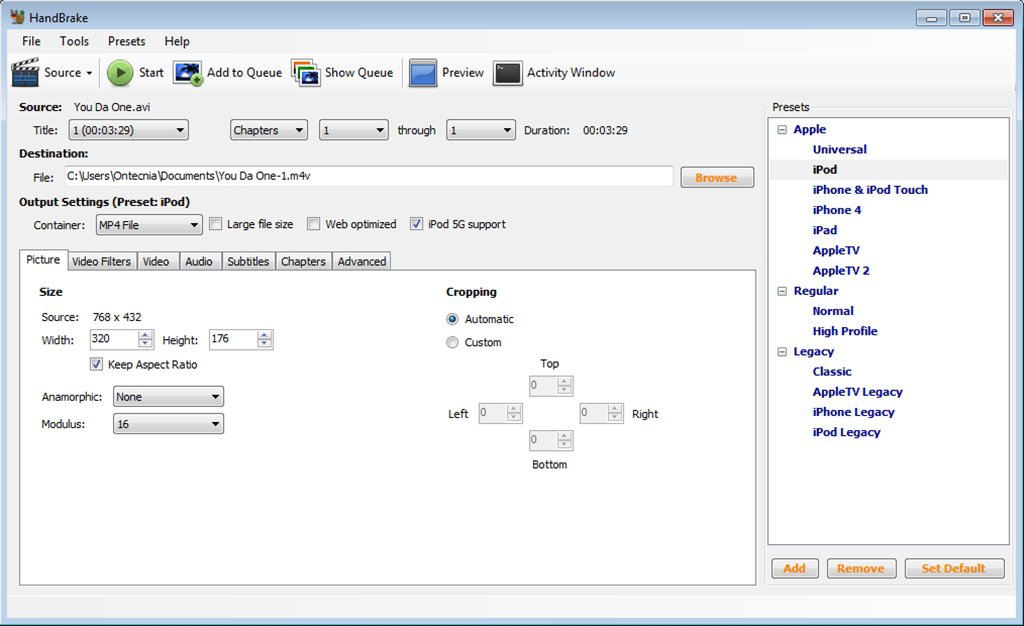 HandBrake
File Tools Presets Help
Source Start Add to Queue Show Queue Preview Activity Window
Source: You Da One.avi
Title: 1 (00:03:29) Chapters 1 through 1 Duration: 00:03:29
Destination:
File: C:\Users\Ontecnia\Documents\You Da One-1.m4v Browse
Output Settings (Preset: iPod)
Container: MP4 File Large file size Web optimized iPod 5G support
Picture Video Filters Video Audio Subtitles Chapters Advanced
Size
Source: 768 x 432
Width: 320 Height: 176
Keep Aspect Ratio
Anamorphic: None
Modulus: 16
Cropping
Automatic
Custom
Top
0
Left 0 0 Right
0
Bottom
Presets
Apple
Universal
iPod
iPhone & iPod Touch
iPhone 4
iPad
AppleTV
AppleTV 2
Regular
Normal
High Profile
Legacy
Classic
AppleTV Legacy
iPhone Legacy
iPod Legacy
Add Remove Set Default